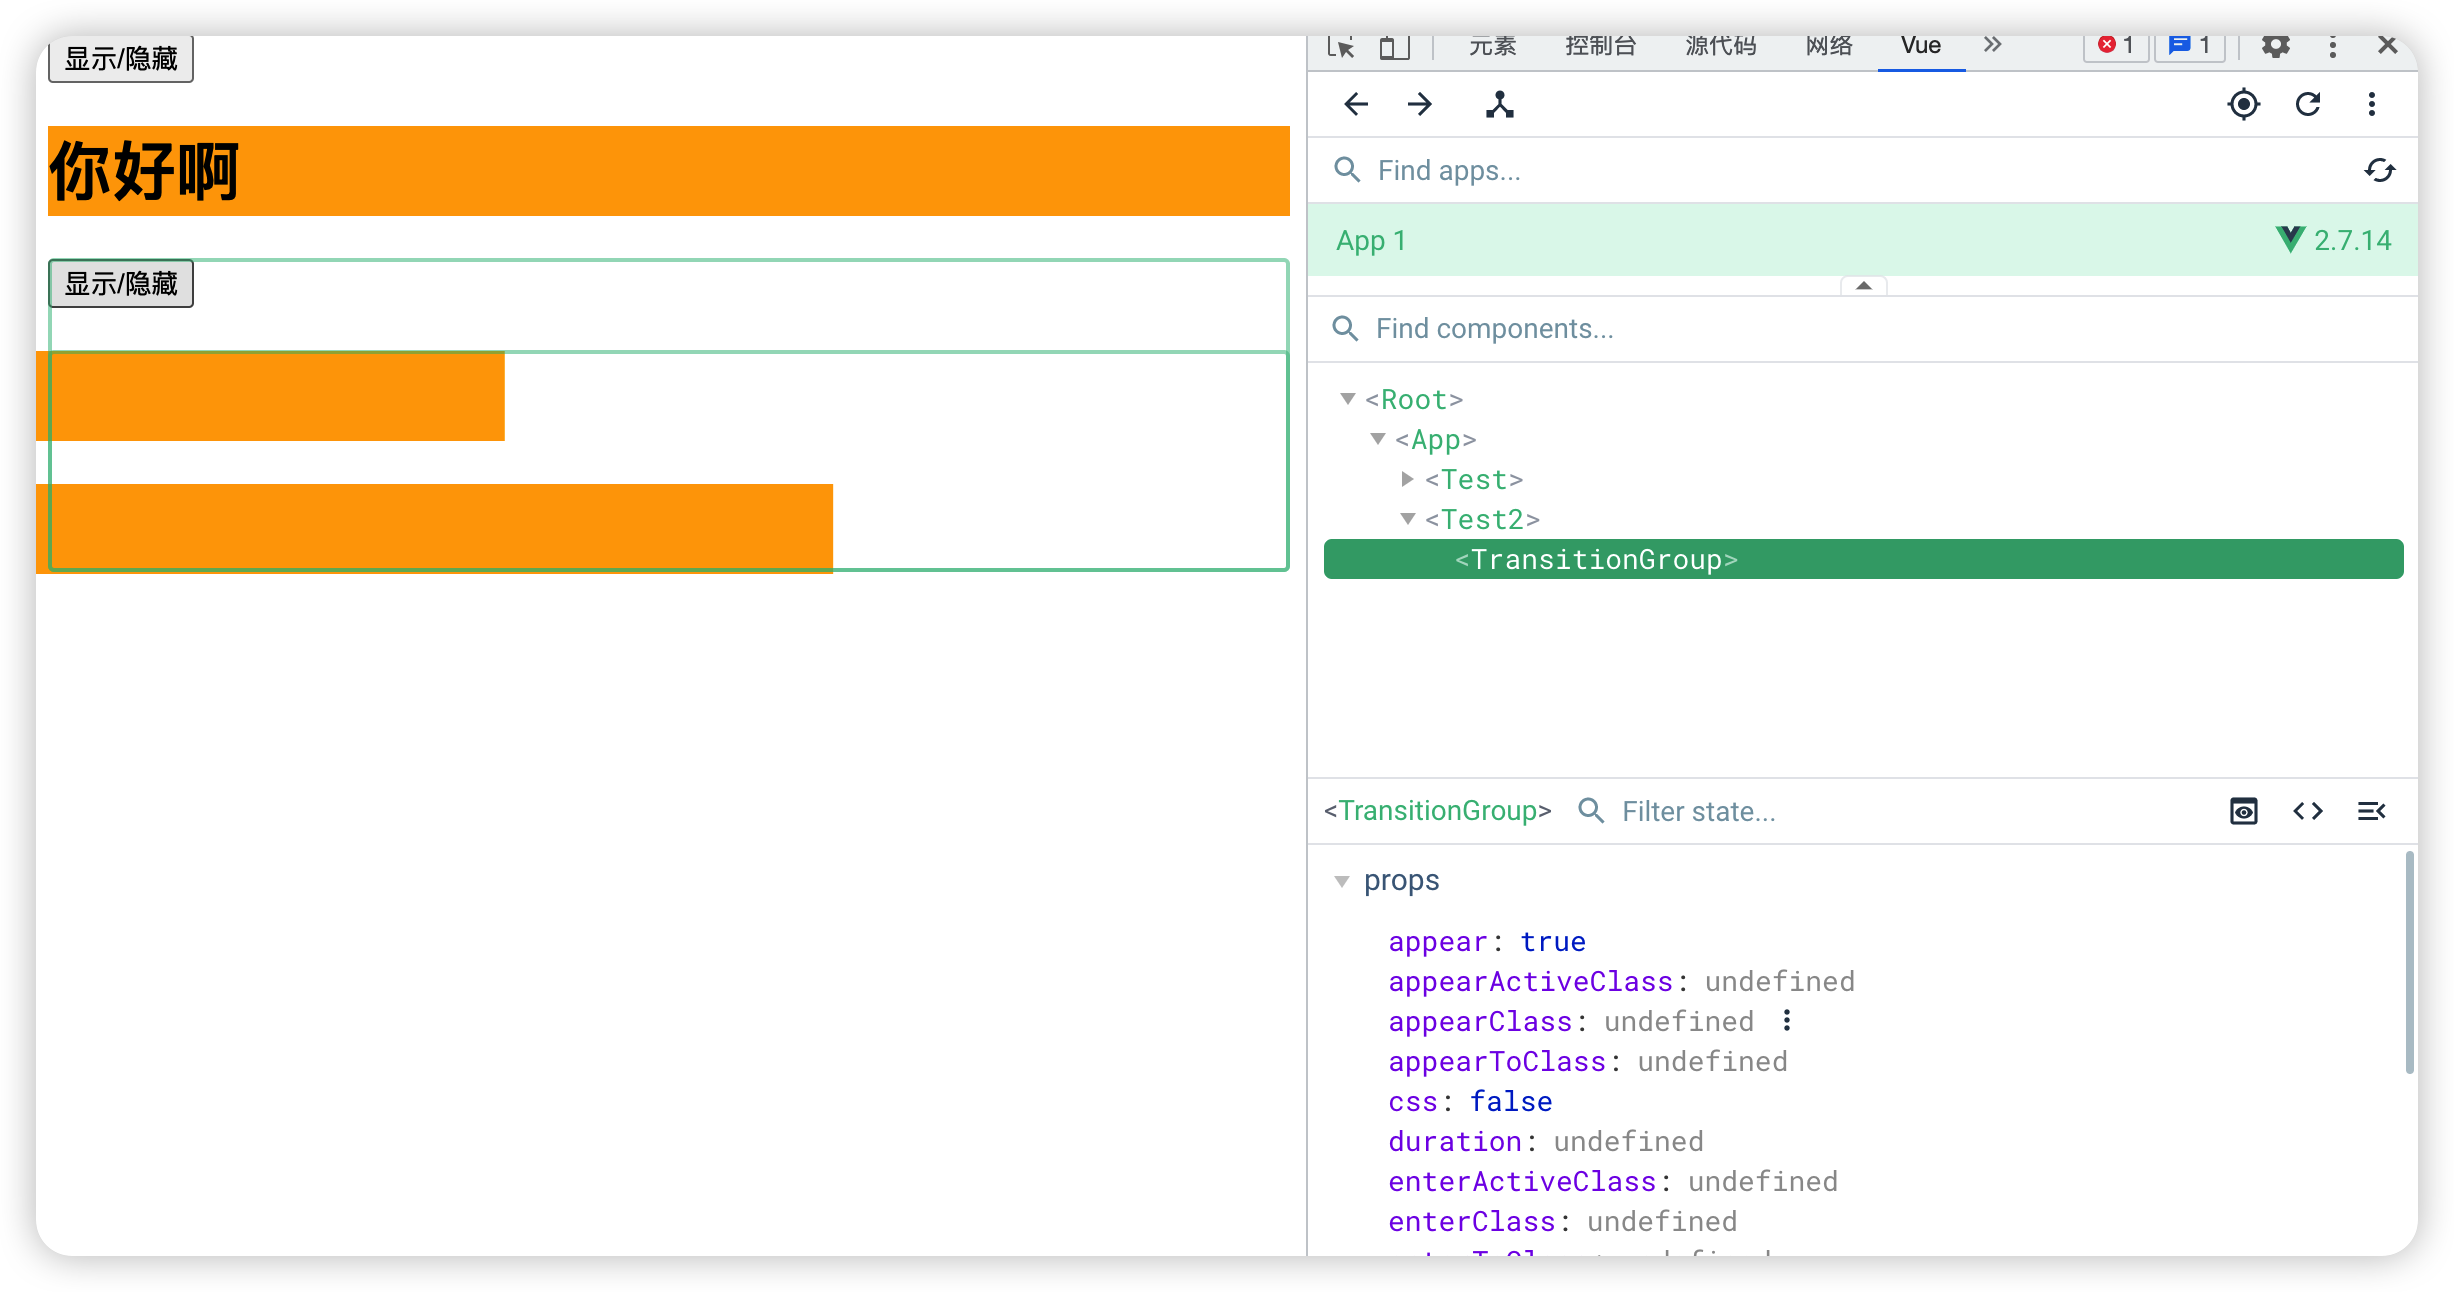 显示/隐藏
你好啊
显示/隐藏
元素 控制台 源代码 网络 Vue 1 1
Find apps...
App 1 2.7.14
Find components...
<Root>
<App>
<Test>
<Test2>
<TransitionGroup>
<TransitionGroup> Filter state...
props
appear: true
appearActiveClass: undefined
appearClass: undefined
appearToClass: undefined
css: false
duration: undefined
enterActiveClass: undefined
enterClass: undefined